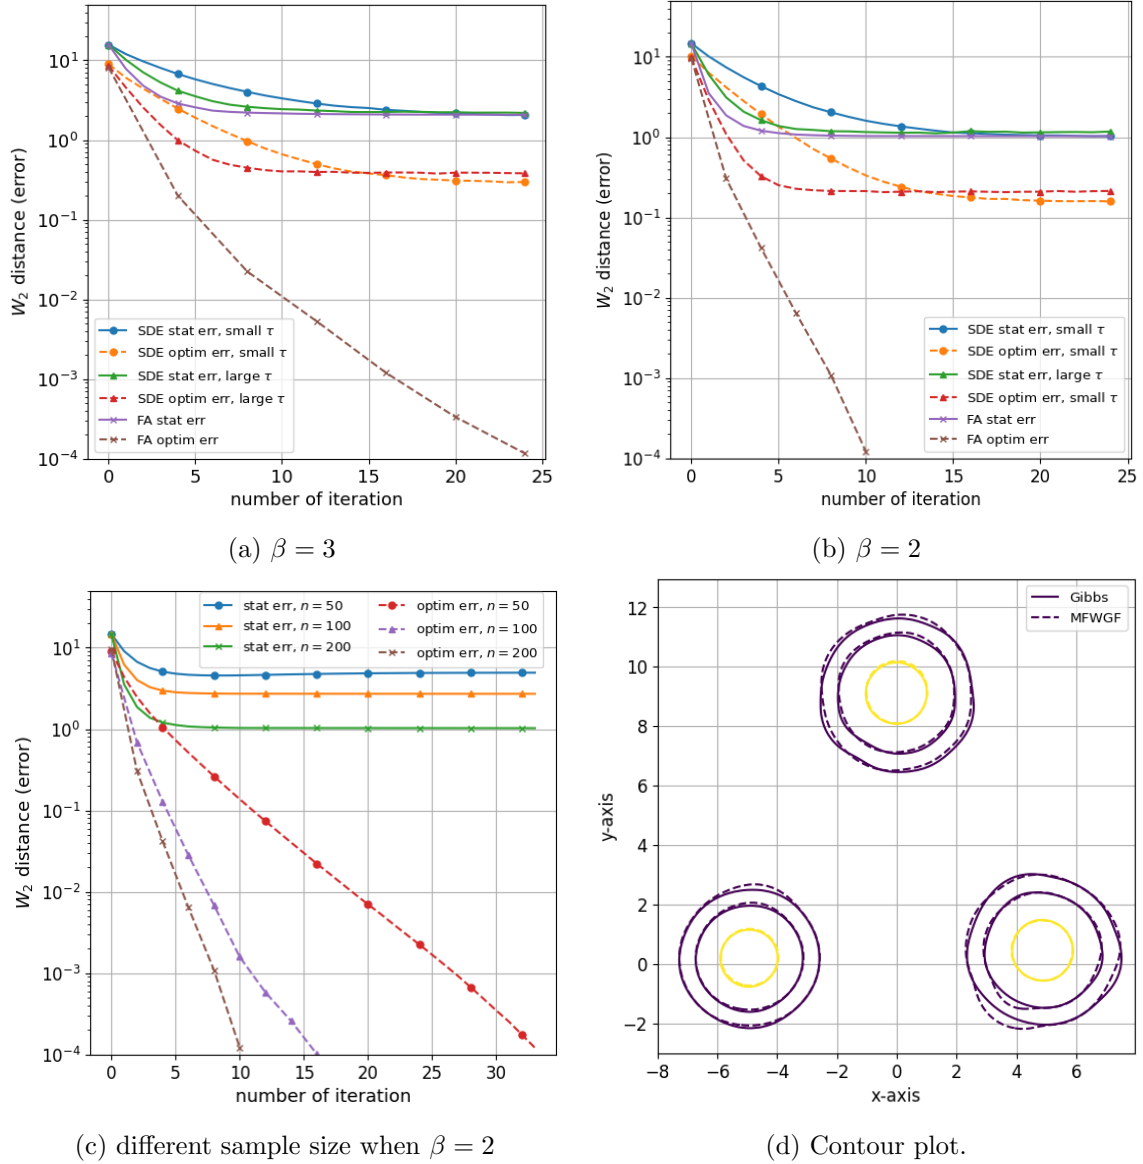 10^1
10^0
10^{-1}
10^{-2}
10^{-3}
10^{-4}
W_2 distance (error)
SDE stat err, small τ
SDE optim err, small τ
SDE stat err, large τ
SDE optim err, large τ
FA stat err
FA optim err
0 5 10 15 20 25
number of iteration
(a) β = 3
10^1
10^0
10^{-1}
10^{-2}
10^{-3}
10^{-4}
W_2 distance (error)
SDE stat err, small τ
SDE optim err, small τ
SDE stat err, large τ
SDE optim err, small τ
FA stat err
FA optim err
0 5 10 15 20 25
number of iteration
(b) β = 2
10^1
10^0
10^{-1}
10^{-2}
10^{-3}
10^{-4}
W_2 distance (error)
stat err, n = 50
stat err, n = 100
stat err, n = 200
optim err, n = 50
optim err, n = 100
optim err, n = 200
0 5 10 15 20 25 30
number of iteration
(c) different sample size when β = 2
12
10
8
6
4
2
0
−2
y-axis
Gibbs
MFWGF
−8 −6 −4 −2 0 2 4 6
x-axis
(d) Contour plot.